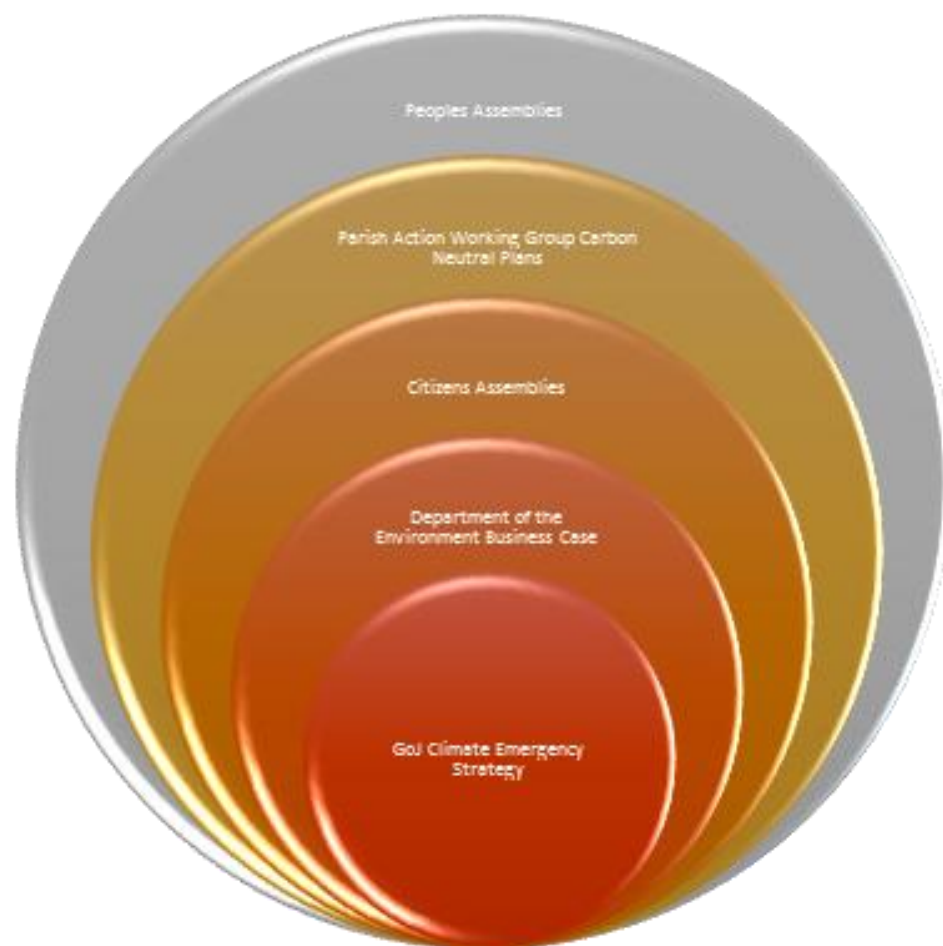 Peoples Assemblies
Parish Action Working Group Carbon
Neutral Plans
Citizens Assemblies
Department of the
Environment Business Case
GoJ Climate Emergency
Strategy